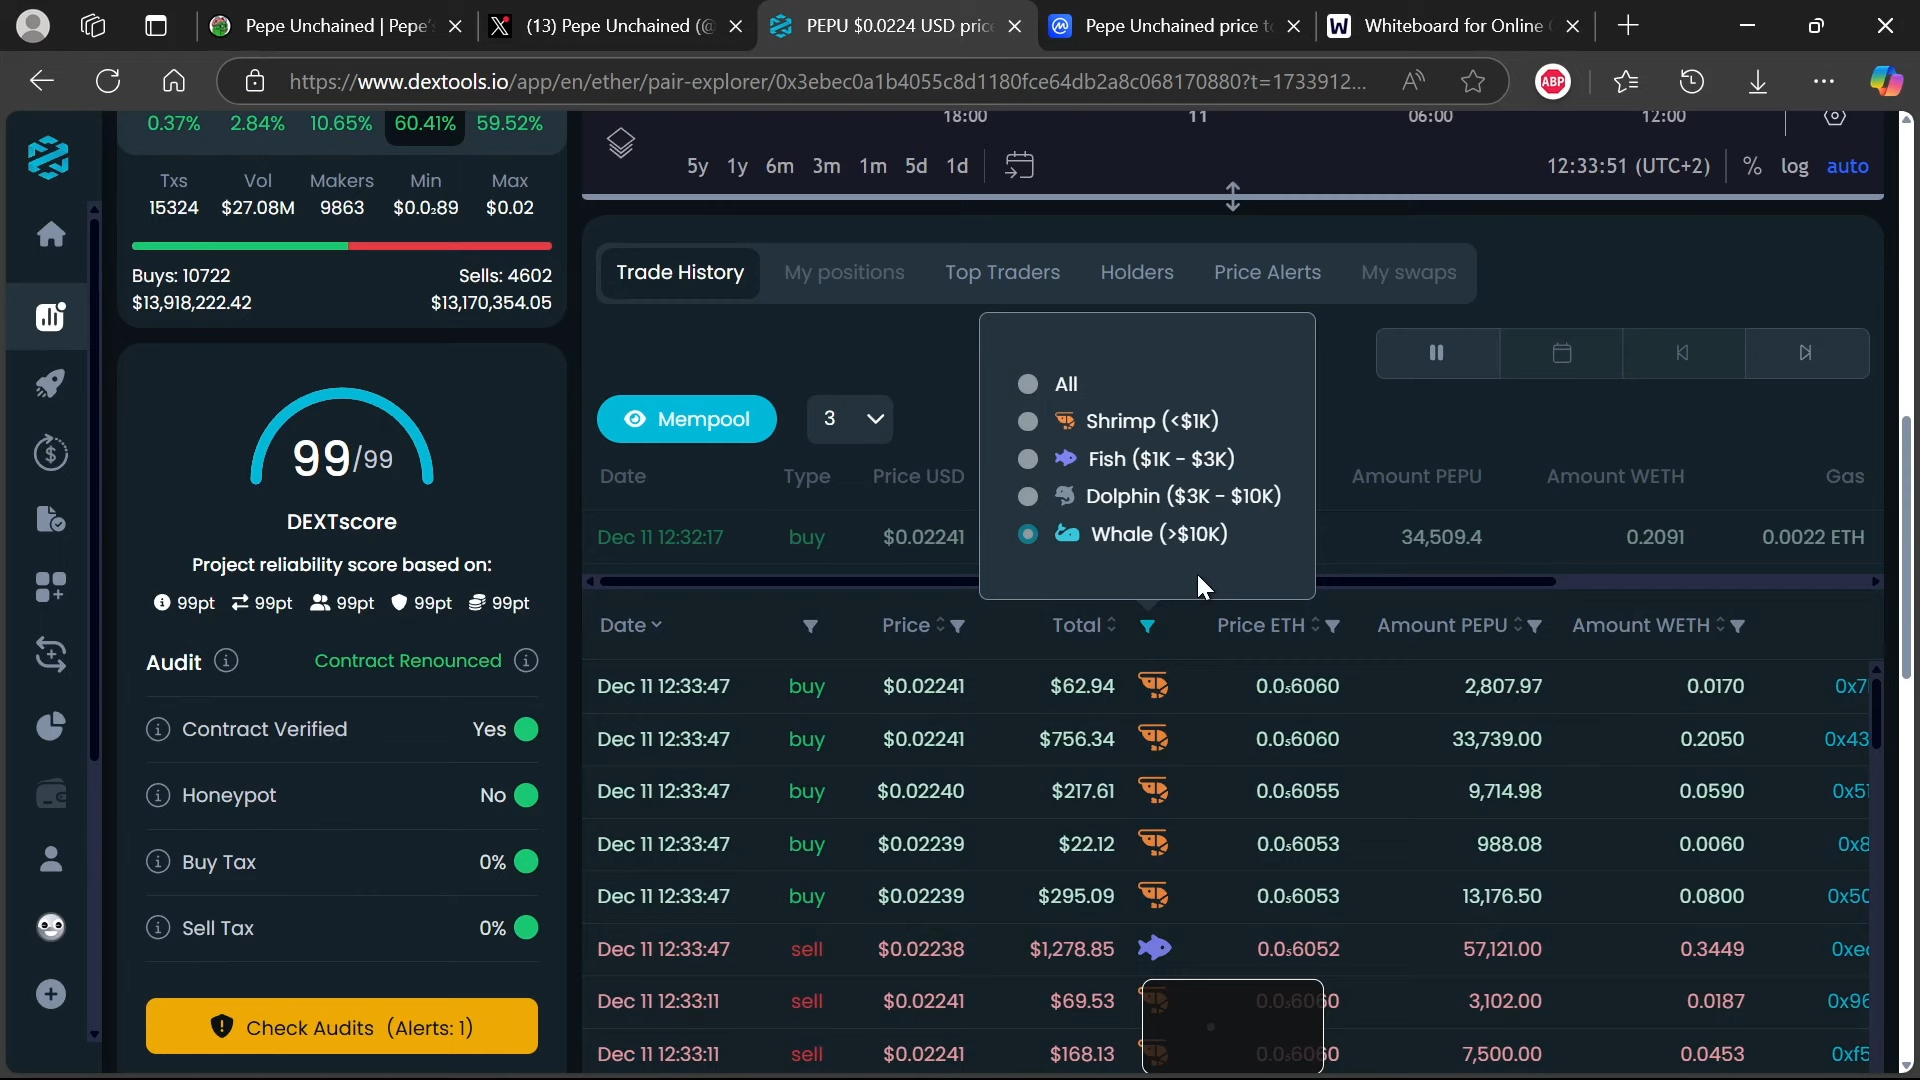 Pepe Unchained | Pepe's
(13) Pepe Unchained (@
PEPU $0.0224 USD pric
Pepe Unchained price t
Whiteboard for Online
https://www.dextools.io/app/en/ether/pair-explorer/0x3ebec0a1b4055c8d1180fce64db2a8c068170880?t=1733912...
ABP
0.37% 2.84% 10.65% 60.41% 59.52%
Txs Vol Makers Min Max
15324 $27.08M 9863 $0.0₂89 $0.02
Buys: 10722 Sells: 4602
$13,918,222.42 $13,170,354.05
99/99
DEXTscore
Project reliability score based on:
99pt 99pt 99pt 99pt 99pt
Audit Contract Renounced
Contract Verified Yes
Honeypot No
Buy Tax 0%
Sell Tax 0%
Check Audits (Alerts: 1)
18:00 11 06:00 12:00
5y 1y 6m 3m 1m 5d 1d 12:33:51 (UTC+2) % log auto
Trade History My positions Top Traders Holders Price Alerts My swaps
All
Shrimp (<$1K)
Fish ($1K - $3K)
Dolphin ($3K - $10K)
Whale (>$10K)
Mempool 3
Date Type Price USD Amount PEPU Amount WETH Gas
Dec 11 12:32:17 buy $0.02241 34,509.4 0.2091 0.0022 ETH
Date Price Total Price ETH Amount PEPU Amount WETH
Dec 11 12:33:47 buy $0.02241 $62.94 0.0₅6060 2,807.97 0.0170 0x7
Dec 11 12:33:47 buy $0.02241 $756.34 0.0₅6060 33,739.00 0.2050 0x43
Dec 11 12:33:47 buy $0.02240 $217.61 0.0₅6055 9,714.98 0.0590 0x51
Dec 11 12:33:47 buy $0.02239 $22.12 0.0₅6053 988.08 0.0060 0x8
Dec 11 12:33:47 buy $0.02239 $295.09 0.0₅6053 13,176.50 0.0800 0x50
Dec 11 12:33:47 sell $0.02238 $1,278.85 0.0₅6052 57,121.00 0.3449 0xec
Dec 11 12:33:11 sell $0.02241 $69.53 0.0₅6060 3,102.00 0.0187 0x96
Dec 11 12:33:11 sell $0.02241 $168.13 0.0₅6060 7,500.00 0.0453 0xf5